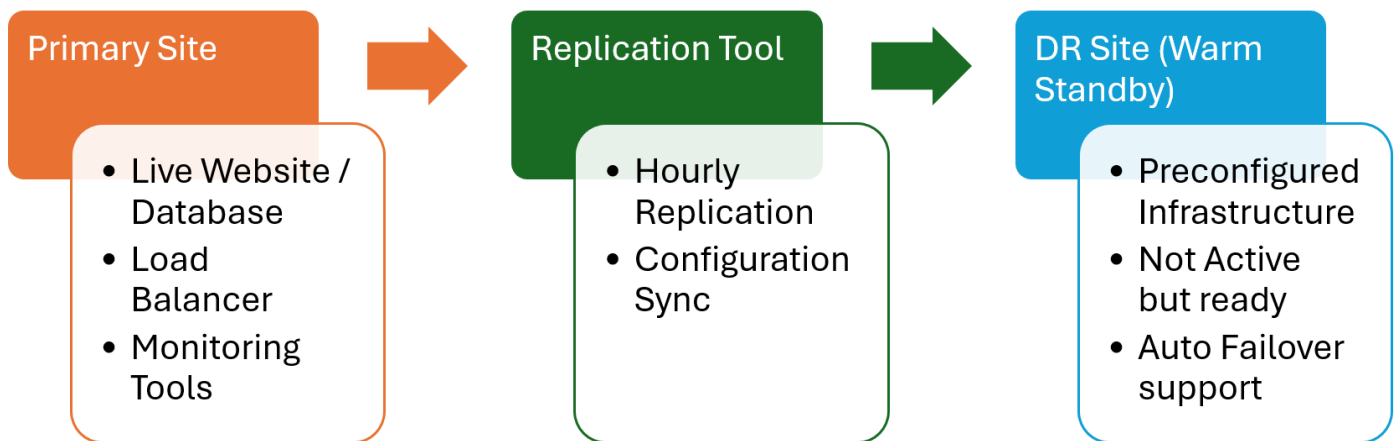 Primary Site
• Live Website /
Database
• Load
Balancer
• Monitoring
Tools
Replication Tool
• Hourly
Replication
• Configuration
Sync
DR Site (Warm
Standby)
• Preconfigured
Infrastructure
• Not Active
but ready
• Auto Failover
support